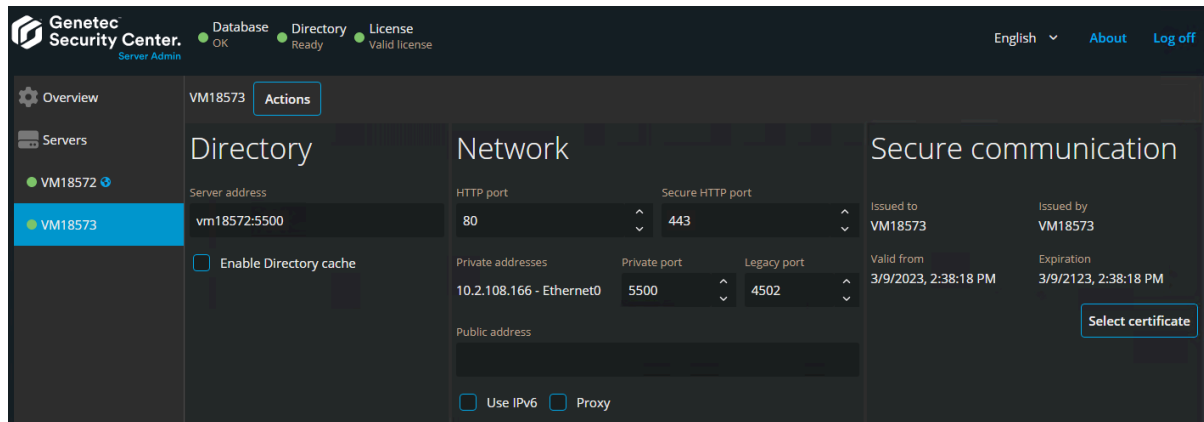 Genetec
Security Center.
Server Admin
Database
OK
Directory
Ready
License
Valid license
English
About
Log off
Overview
Servers
VM18572
VM18573
VM18573
Actions
Directory
Server address
vm18572:5500
Enable Directory cache
Network
HTTP port
Secure HTTP port
80
443
Private addresses
Private port
Legacy port
10.2.108.166 - Ethernet0
5500
4502
Public address
Use IPv6
Proxy
Secure communication
Issued to
Issued by
VM18573
VM18573
Valid from
Expiration
3/9/2023, 2:38:18 PM
3/9/2123, 2:38:18 PM
Select certificate